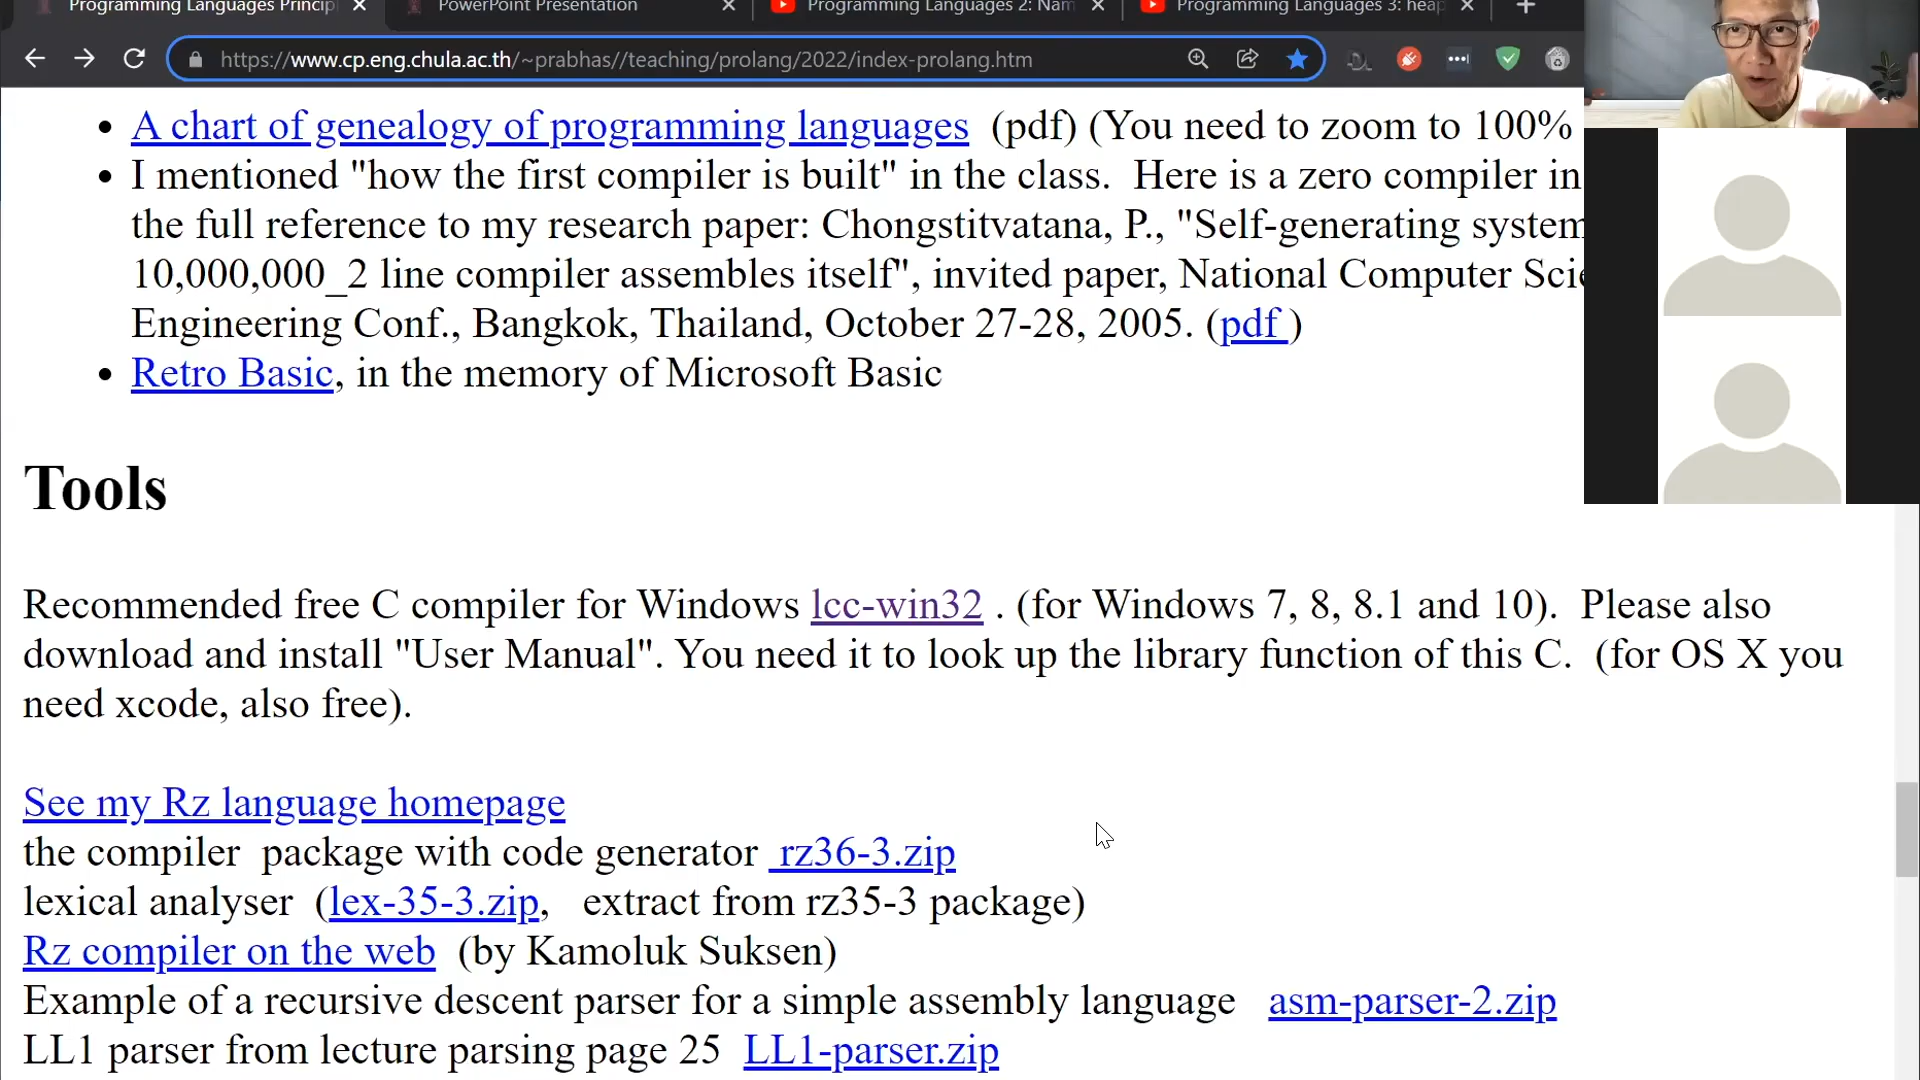 Programming Languages Princip
PowerPoint Presentation
Programming Languages 2: Nam
Programming Languages 3: heap
https://www.cp.eng.chula.ac.th/~prabhas//teaching/prolang/2022/index-prolang.htm
• A chart of genealogy of programming languages (pdf) (You need to zoom to 100%
• I mentioned "how the first compiler is built" in the class. Here is a zero compiler in
the full reference to my research paper: Chongstitvatana, P., "Self-generating system
10,000,000_2 line compiler assembles itself", invited paper, National Computer Scie
Engineering Conf., Bangkok, Thailand, October 27-28, 2005. (pdf )
• Retro Basic, in the memory of Microsoft Basic
Tools
Recommended free C compiler for Windows lcc-win32 . (for Windows 7, 8, 8.1 and 10). Please also
download and install "User Manual". You need it to look up the library function of this C. (for OS X you
need xcode, also free).
See my Rz language homepage
the compiler package with code generator rz36-3.zip
lexical analyser (lex-35-3.zip, extract from rz35-3 package)
Rz compiler on the web (by Kamoluk Suksen)
Example of a recursive descent parser for a simple assembly language asm-parser-2.zip
LL1 parser from lecture parsing page 25 LL1-parser.zip